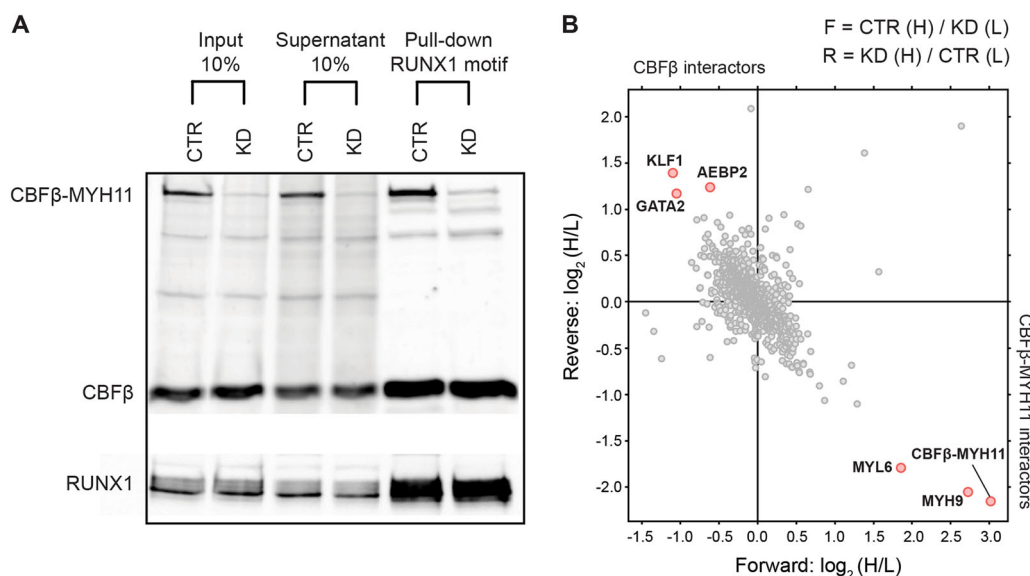 A
Input
10%
Supernatant
10%
Pull-down
RUNX1 motif
CTR
KD
CTR
KD
CTR
KD
CBFβ-MYH11
CBFβ
RUNX1
B
F = CTR (H) / KD (L)
R = KD (H) / CTR (L)
CBFβ interactors
KLF1
AEBP2
GATA2
MYL6
CBFβ-MYH11
MYH9
CBFβ-MYH11 interactors
Reverse: log2 (H/L)
2.0
1.5
1.0
0.5
0.0
-0.5
-1.0
-1.5
-2.0
-1.5 -1.0 -0.5 0.0 0.5 1.0 1.5 2.0 2.5 3.0
Forward: log2 (H/L)